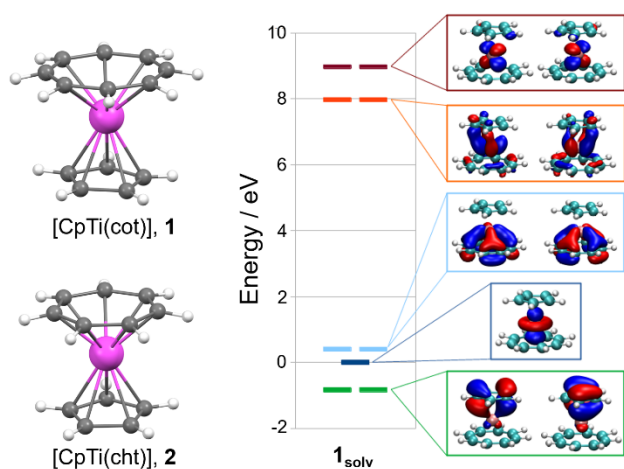 [CpTi(cot)], 1
[CpTi(cht)], 2
Energy / eV
10
8
6
4
2
0
-2
1solv